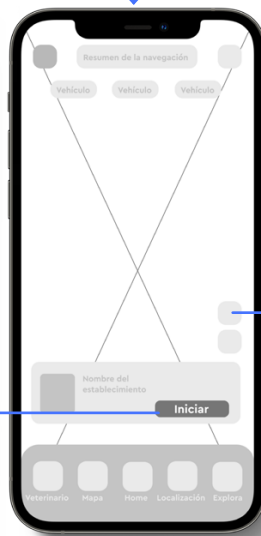 Resumen de la navegación
Vehículo Vehículo Vehículo
Nombre del
establecimiento
Iniciar
Veterinario Mapa Home Localización Explora